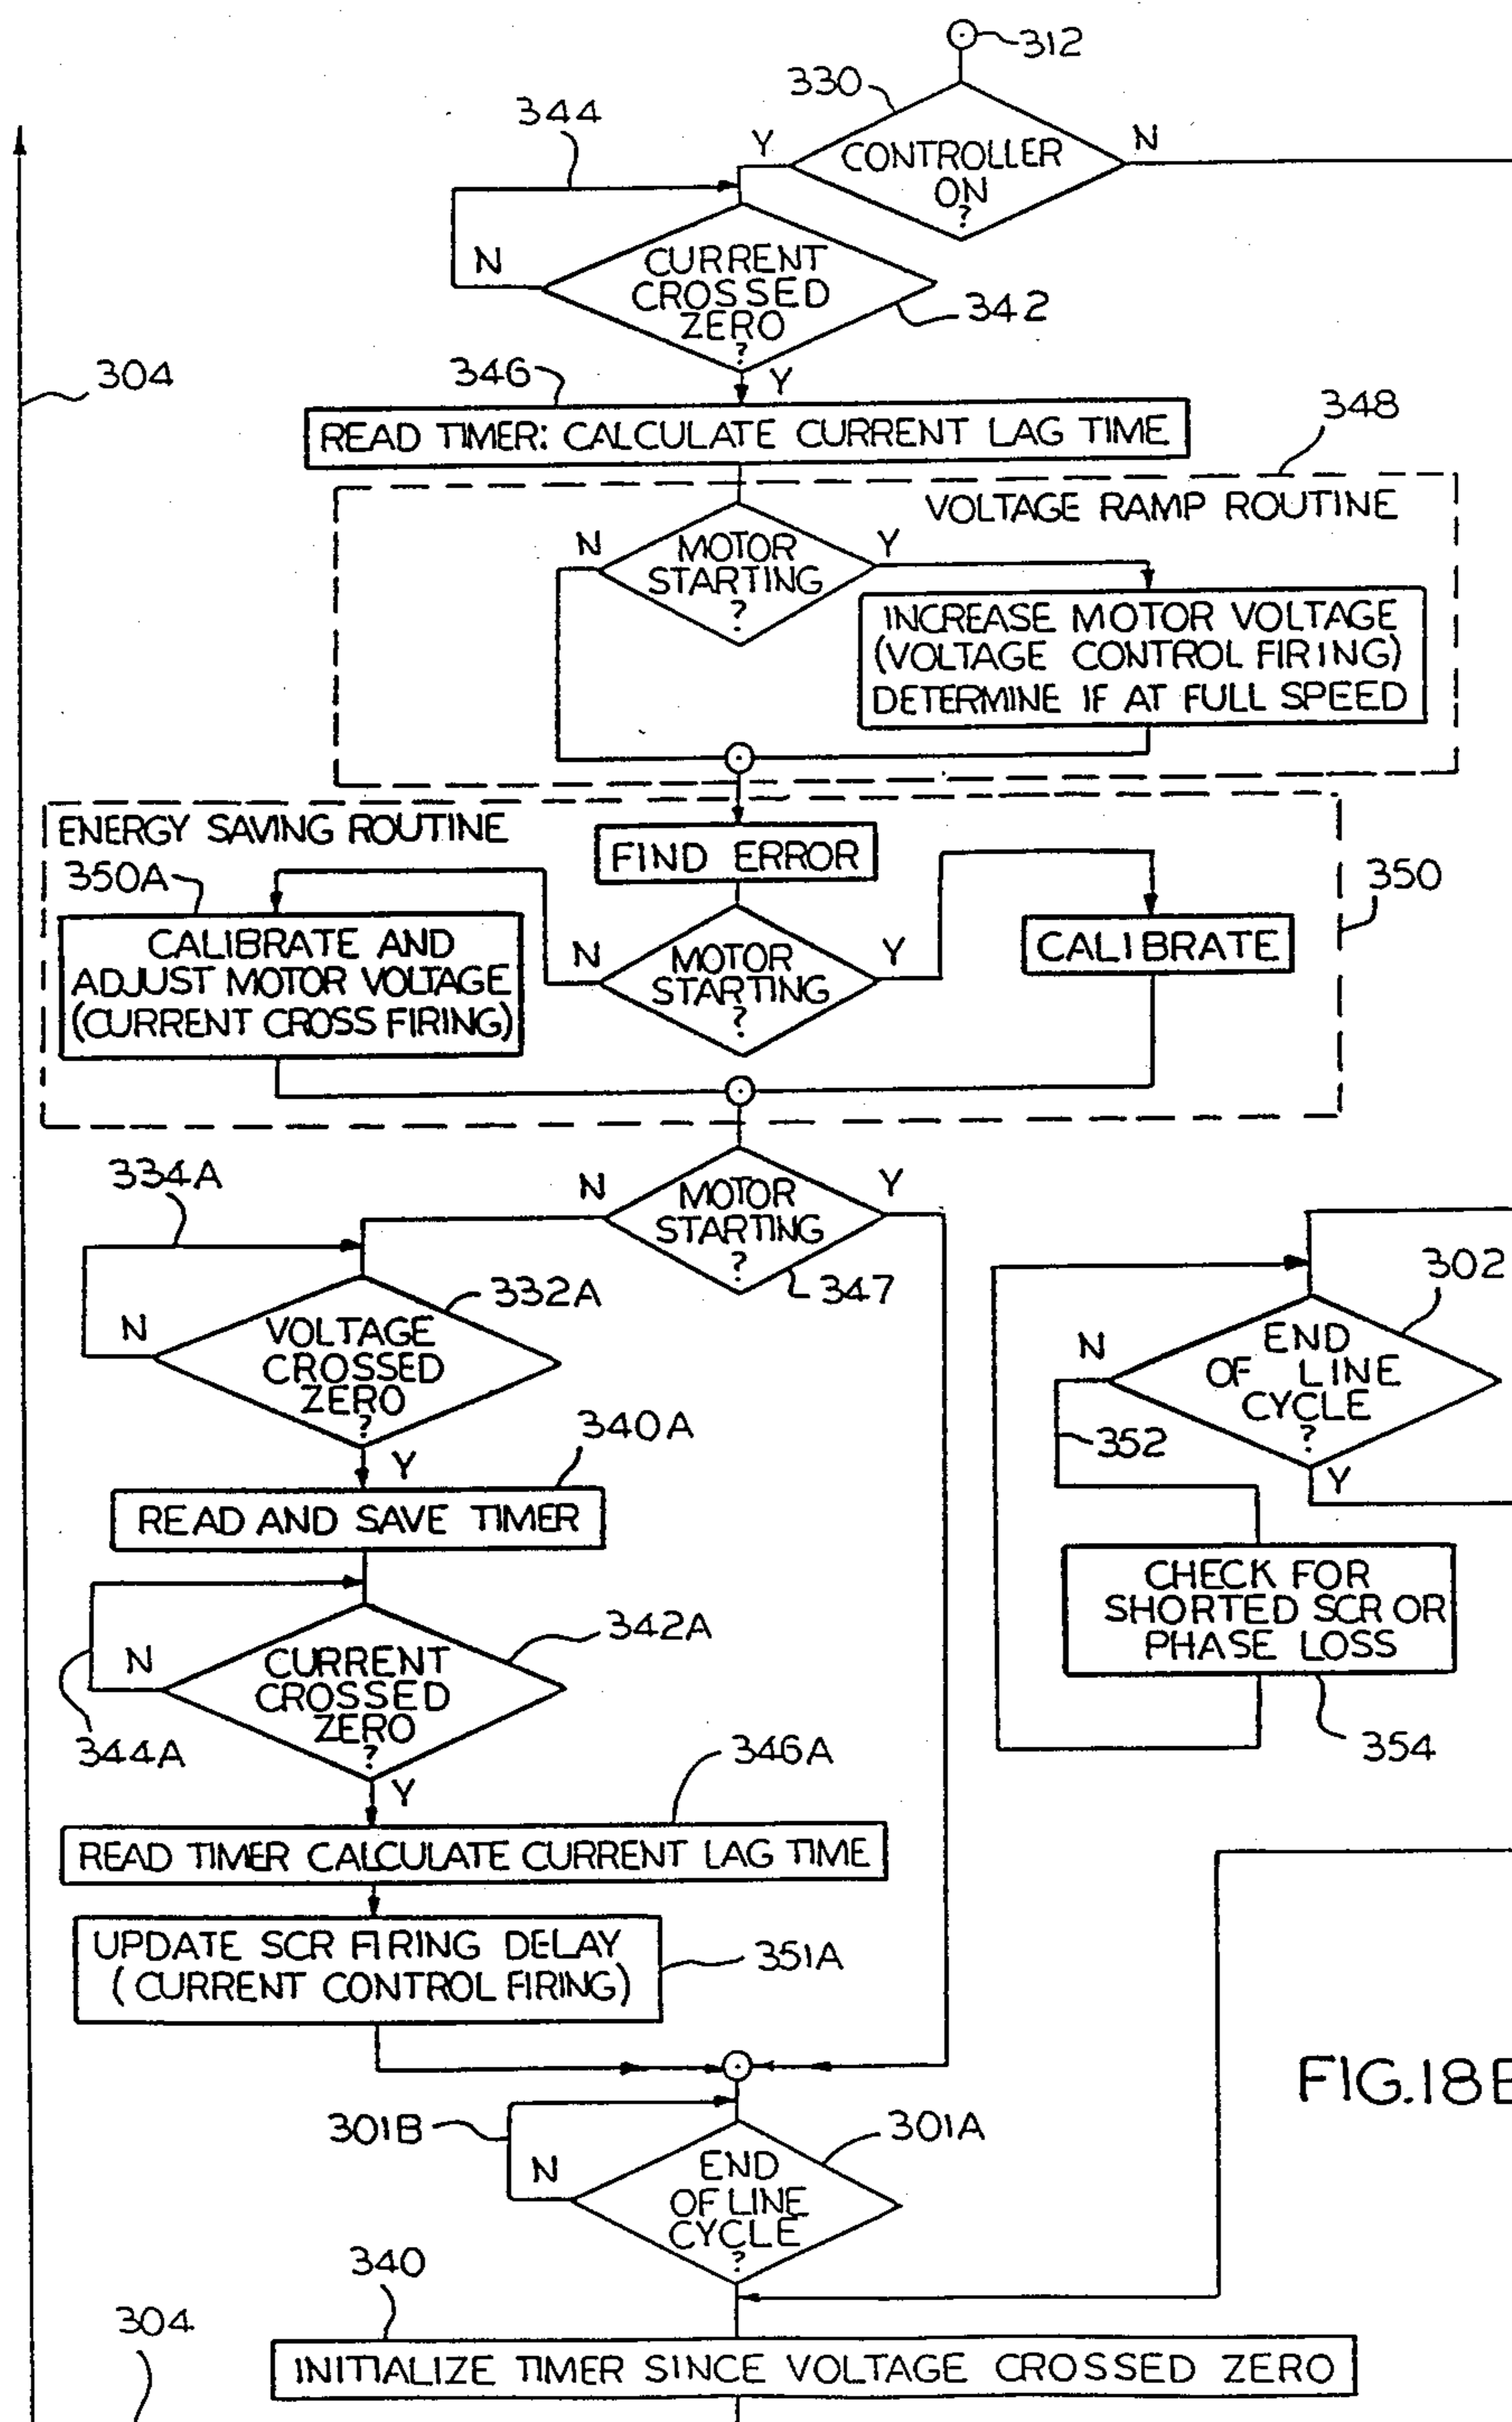 312
330
344
Y
N
CONTROLLER
ON
?
N
CURRENT
CROSSED
ZERO
?
342
304
346
Y
READ TIMER: CALCULATE CURRENT LAG TIME
348
VOLTAGE RAMP ROUTINE
N
MOTOR
STARTING
?
Y
INCREASE MOTOR VOLTAGE
(VOLTAGE CONTROL FIRING)
DETERMINE IF AT FULL SPEED
ENERGY SAVING ROUTINE
FIND ERROR
350A
350
CALIBRATE AND
ADJUST MOTOR VOLTAGE
(CURRENT CROSS FIRING)
N
MOTOR
STARTING
?
Y
CALIBRATE
334A
N
MOTOR
STARTING
?
Y
347
332A
N
VOLTAGE
CROSSED
ZERO
?
302
N
END
OF LINE
CYCLE
?
352
Y
340A
Y
READ AND SAVE TIMER
CHECK FOR
SHORTED SCR OR
PHASE LOSS
354
342A
N
CURRENT
CROSSED
ZERO
?
344A
346A
Y
READ TIMER CALCULATE CURRENT LAG TIME
UPDATE SCR FIRING DELAY
(CURRENT CONTROL FIRING)
351A
FIG.18B
301B
301A
N
END
OF LINE
CYCLE
?
340
304
INITIALIZE TIMER SINCE VOLTAGE CROSSED ZERO